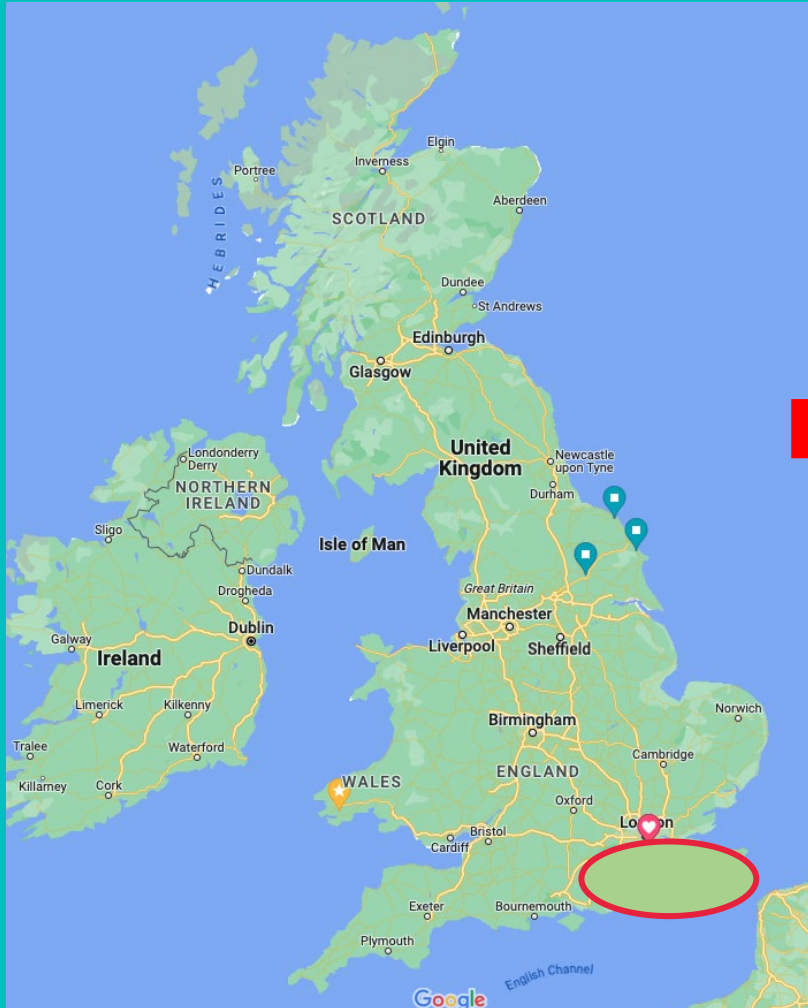 Elgin
Inverness
Portree
Aberdeen
SCOTLAND
HEBRIDES
Dundee
St Andrews
Edinburgh
Glasgow
United
Kingdom
Newcastle
upon Tyne
Londonderry
Derry
Durham
NORTHERN
IRELAND
Sligo
Isle of Man
Dundalk
Great Britain
Drogheda
Manchester
Dublin
Galway
Liverpool
Sheffield
Ireland
Limerick
Kilkenny
Norwich
Birmingham
Tralee
Waterford
Cambridge
WALES
ENGLAND
Killarney
Cork
Oxford
Bristol
Cardiff
Exeter
Bournemouth
Plymouth
English Channel
Google